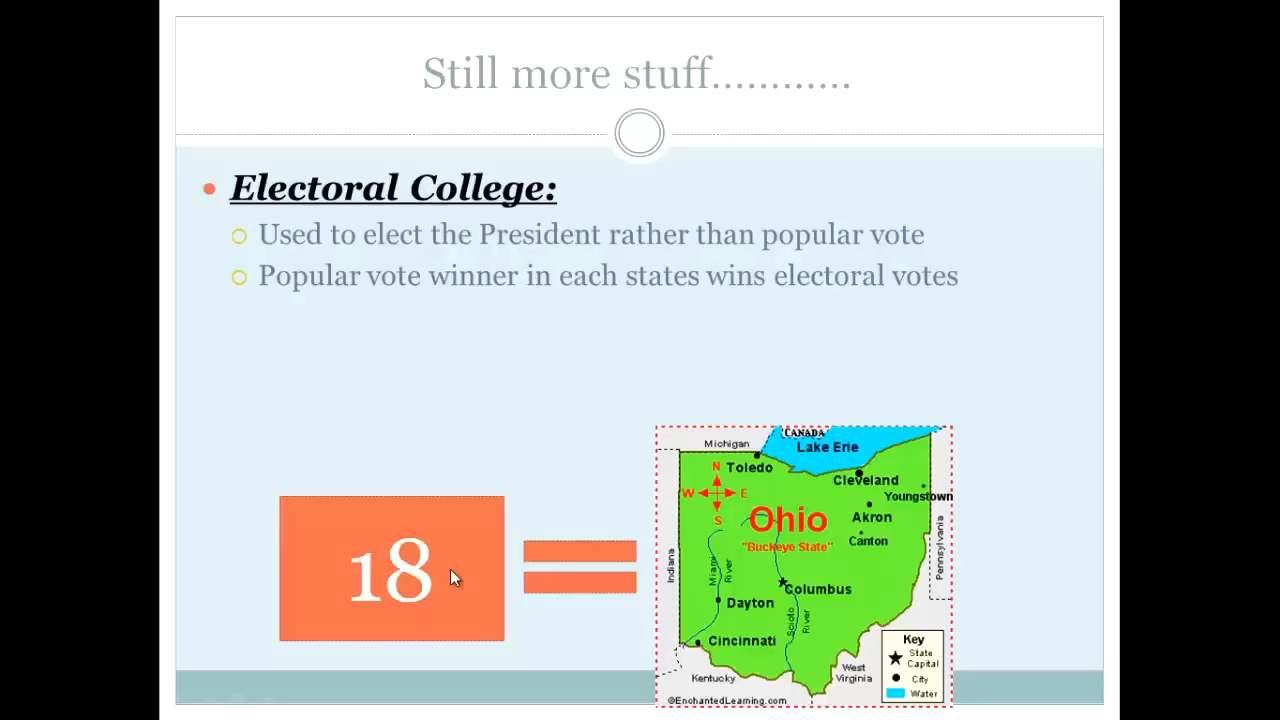 Still more stuff............
Electoral College:
Used to elect the President rather than popular vote
Popular vote winner in each states wins electoral votes
18
CANADA
Michigan
Lake Erie
N
Toledo
W
E
S
Cleveland
Youngstown
Akron
Ohio
"Buckeye State"
Canton
Indiana
Pennsylvania
Miami
River
Columbus
Dayton
Scioto
River
Cincinnati
Kentucky
West
Virginia
Key
State
Capital
City
Water
©EnchantedLearning.com